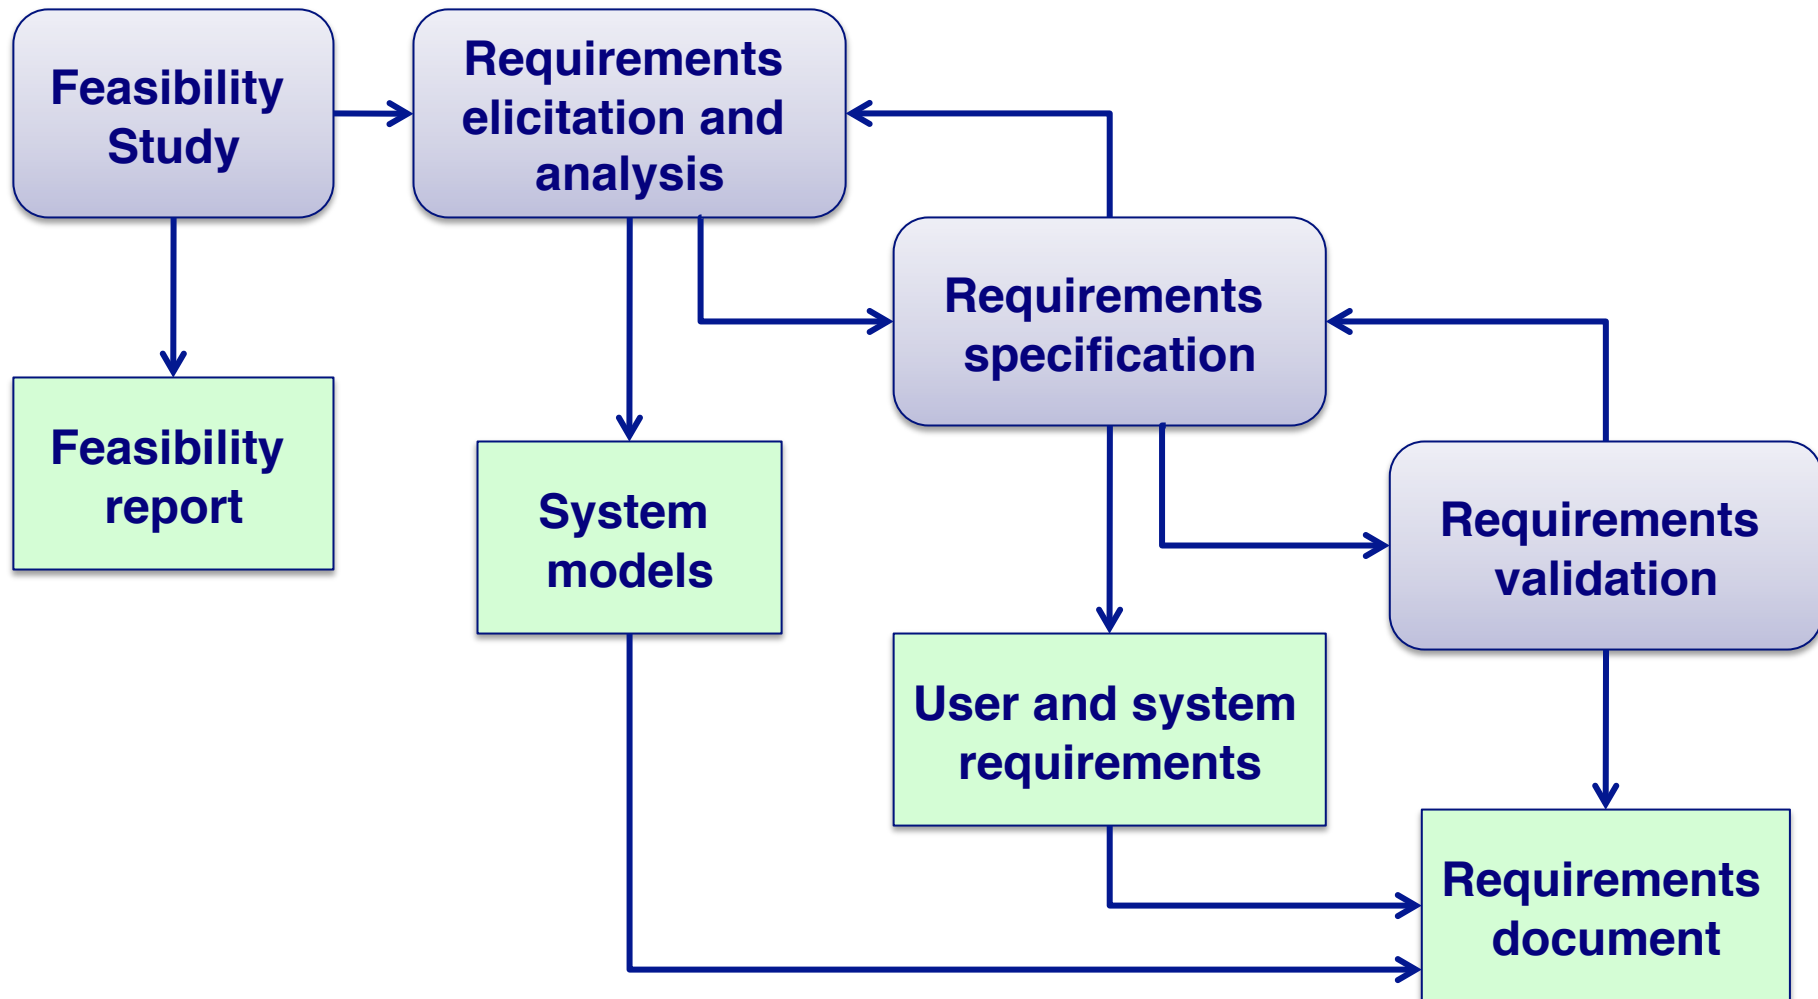 Feasibility
Study
Requirements
elicitation and
analysis
Requirements
specification
Feasibility
report
System
models
Requirements
validation
User and system
requirements
Requirements
document